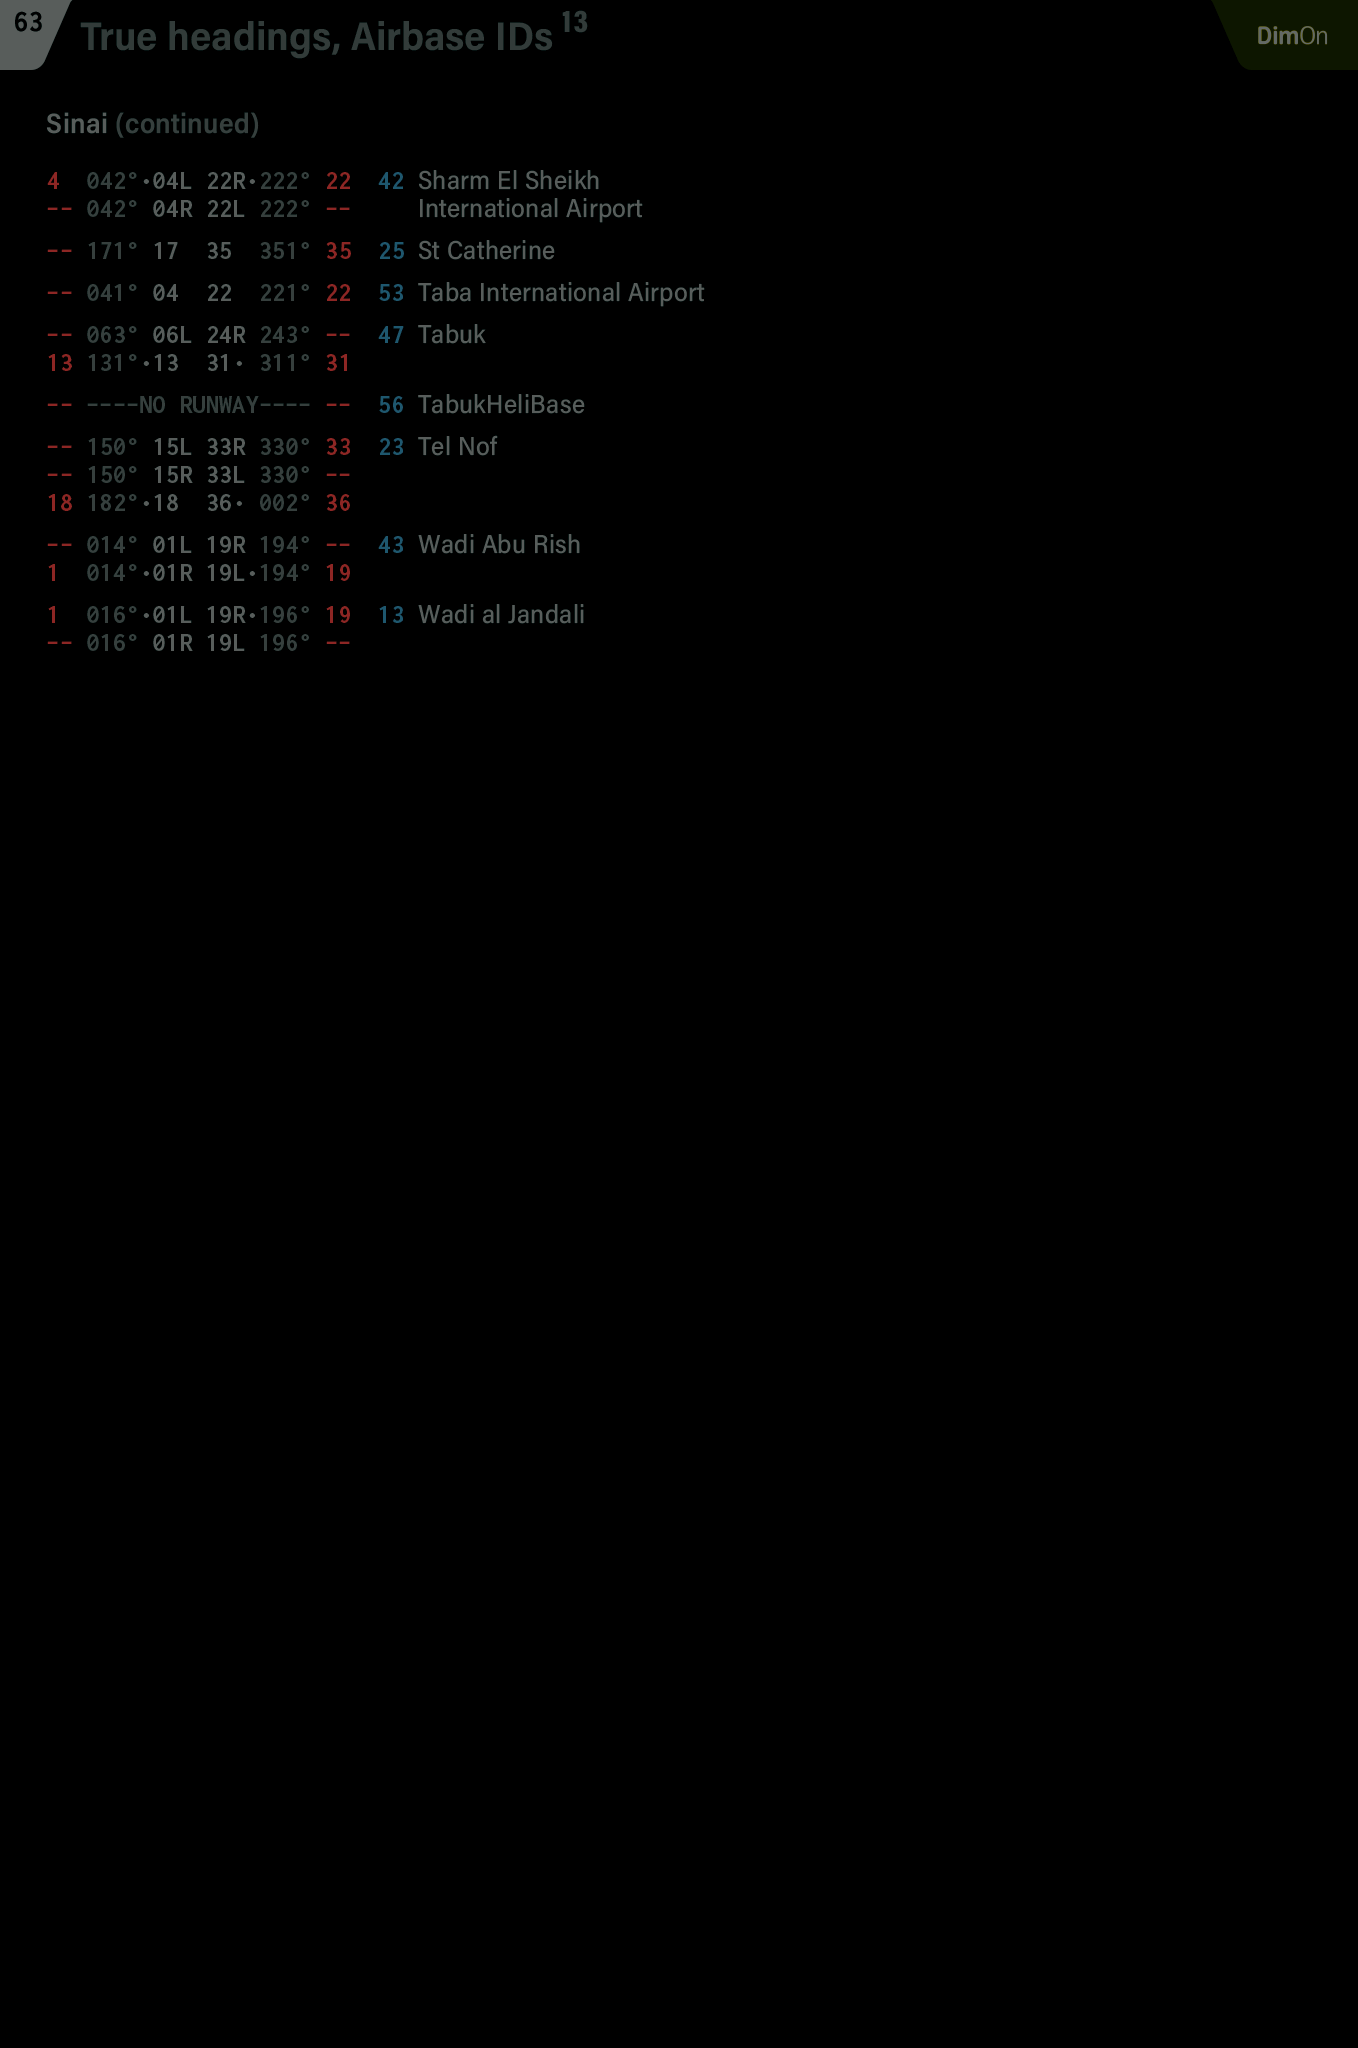 63 True headings, Airbase IDs 13 DimOn
Sinai (continued)
4 042°·04L 22R·222° 22 42 Sharm El Sheikh
-- 042° 04R 22L 222° -- International Airport
-- 171° 17 35 351° 35 25 St Catherine
-- 041° 04 22 221° 22 53 Taba International Airport
-- 063° 06L 24R 243° -- 47 Tabuk
13 131°·13 31· 311° 31
-- ----NO RUNWAY---- -- 56 TabukHeliBase
-- 150° 15L 33R 330° 33 23 Tel Nof
-- 150° 15R 33L 330° --
18 182°·18 36· 002° 36
-- 014° 01L 19R 194° -- 43 Wadi Abu Rish
1 014°·01R 19L·194° 19
1 016°·01L 19R·196° 19 13 Wadi al Jandali
-- 016° 01R 19L 196° --